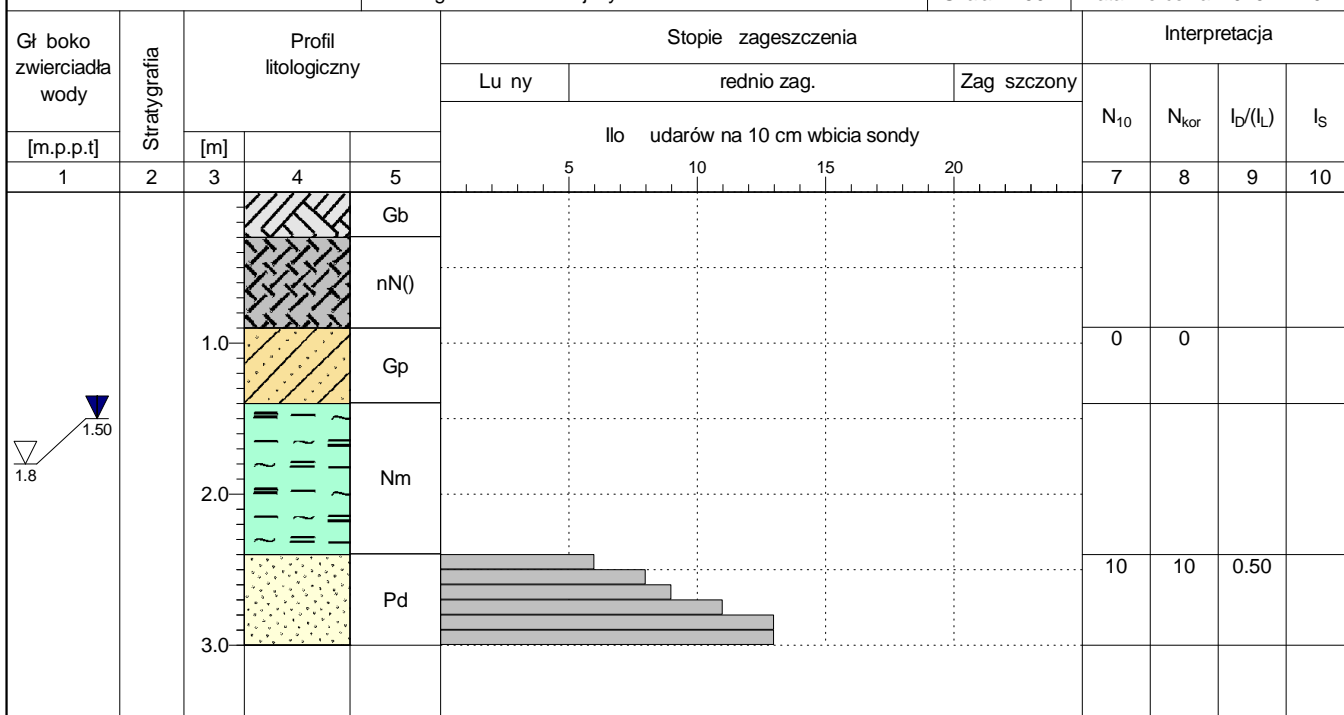 Gł boko
zwierciadła
wody
[m.p.p.t]
1
Stratygrafia
2
Profil
litologiczny
[m]
3
4
5
Stopie zageszczenia
Lu ny
rednio zag.
Zag szczony
Ilo udarów na 10 cm wbicia sondy
5 10 15 20
Interpretacja
N10
Nkor
ID/(IL)
IS
7 8 9 10
Gb
nN()
1.0
Gp
0 0
1.50
1.8
Nm
2.0
10 10 0.50
Pd
3.0